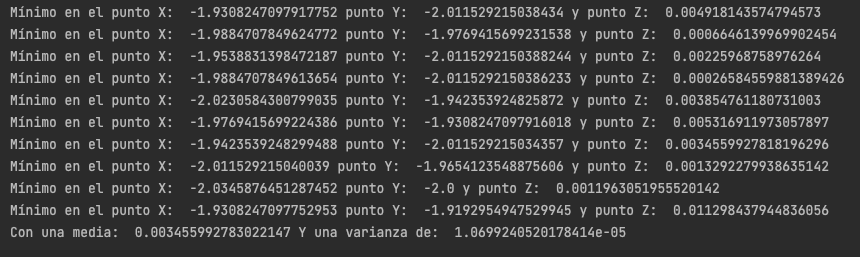 Mínimo en el punto X:  -1.9308247097917752 punto Y:  -2.011529215038434 y punto Z:  0.004918143574794573
Mínimo en el punto X:  -1.9884707849624772 punto Y:  -1.9769415699231538 y punto Z:  0.0006646139969902454
Mínimo en el punto X:  -1.9538831398472187 punto Y:  -2.0115292150388244 y punto Z:  0.00225968758976264
Mínimo en el punto X:  -1.9884707849613654 punto Y:  -2.0115292150386233 y punto Z:  0.00026584559881389426
Mínimo en el punto X:  -2.0230584300799035 punto Y:  -1.942353924825872 y punto Z:  0.003854761180731003
Mínimo en el punto X:  -1.9769415699224386 punto Y:  -1.9308247097916018 y punto Z:  0.005316911973057897
Mínimo en el punto X:  -1.9423539248299488 punto Y:  -2.011529215034357 y punto Z:  0.0034559927818196296
Mínimo en el punto X:  -2.011529215040039 punto Y:  -1.9654123548875606 y punto Z:  0.0013292279938635142
Mínimo en el punto X:  -2.0345876451287452 punto Y:  -2.0 y punto Z:  0.0011963051955520142
Mínimo en el punto X:  -1.9308247097752953 punto Y:  -1.9192954947529945 y punto Z:  0.011298437944836056
Con una media:  0.003455992783022147 Y una varianza de:  1.0699240520178414e-05